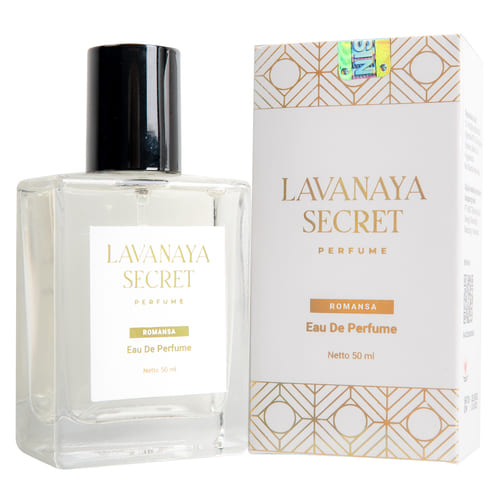 LAVANAYA
SECRET
PERFUME
ROMANSA
Eau De Perfume
Netto 50 ml
LAVANAYA
SECRET
PERFUME
ROMANSA
Eau De Perfume
Netto 50 ml